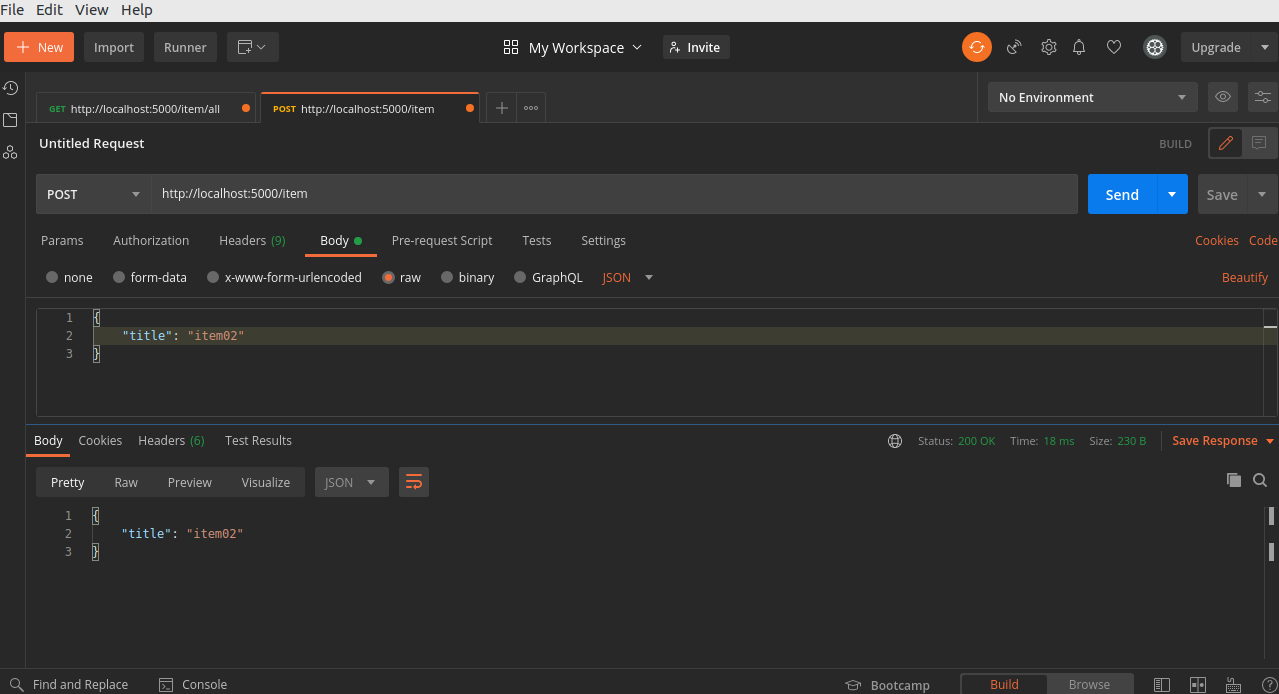 File Edit View Help
New Import Runner My Workspace Invite Upgrade
GET http://localhost:5000/item/all POST http://localhost:5000/item No Environment
Untitled Request BUILD
POST http://localhost:5000/item Send Save
Params Authorization Headers (9) Body Pre-request Script Tests Settings Cookies Code
none form-data x-www-form-urlencoded raw binary GraphQL JSON Beautify
1 {
2 "title": "item02"
3 }
Body Cookies Headers (6) Test Results Status: 200 OK Time: 18 ms Size: 230 B Save Response
Pretty Raw Preview Visualize JSON
1 {
2 "title": "item02"
3 }
Find and Replace Console Bootcamp Build Browse